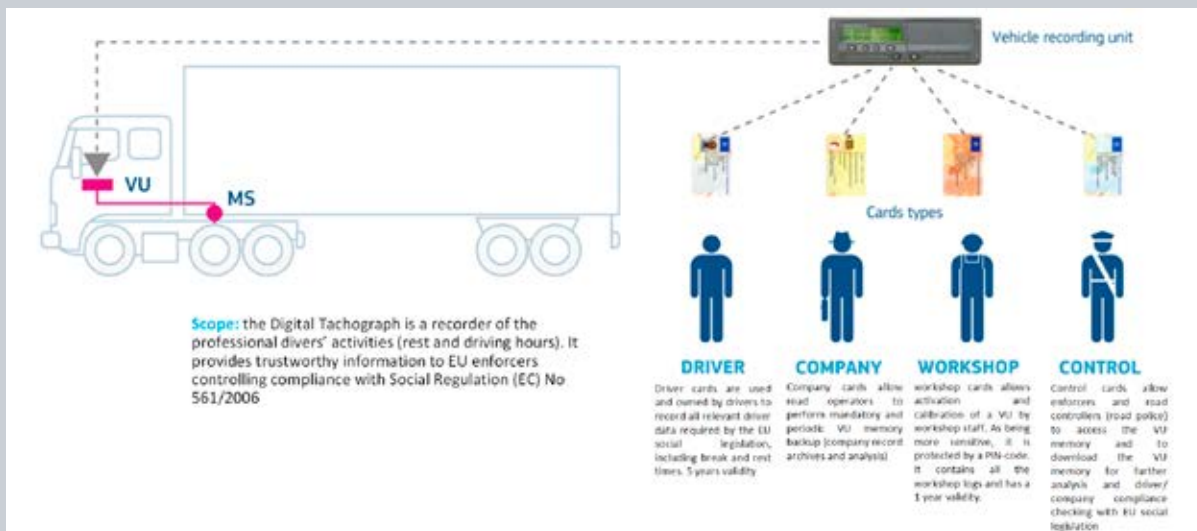 Vehicle recording unit
VU
MS
Cards types
Scope: the Digital Tachograph is a recorder of the
professional divers' activities (rest and driving hours). It
provides trustworthy information to EU enforcers
controlling compliance with Social Regulation (EC) No
561/2006
DRIVER
Driver cards are used
and owned by drivers to
record all relevant driver
data required by the EU
social legislation,
including break and rest
times. 5 years validity
COMPANY
Company cards allow
road operators to
perform mandatory and
periodic VU memory
backup (company record
archives and analysis)
WORKSHOP
workshop cards allows
activation and
calibration of a VU by
workshop staff. As being
more sensitive, it is
protected by a PIN-code.
It contains all the
workshop logs and has a
1 year validity.
CONTROL
Control cards allow
enforcers and road
controllers (road police)
to access the VU
memory and to
download the VU
memory for further
analysis and driver/
company compliance
checking with EU social
legislation